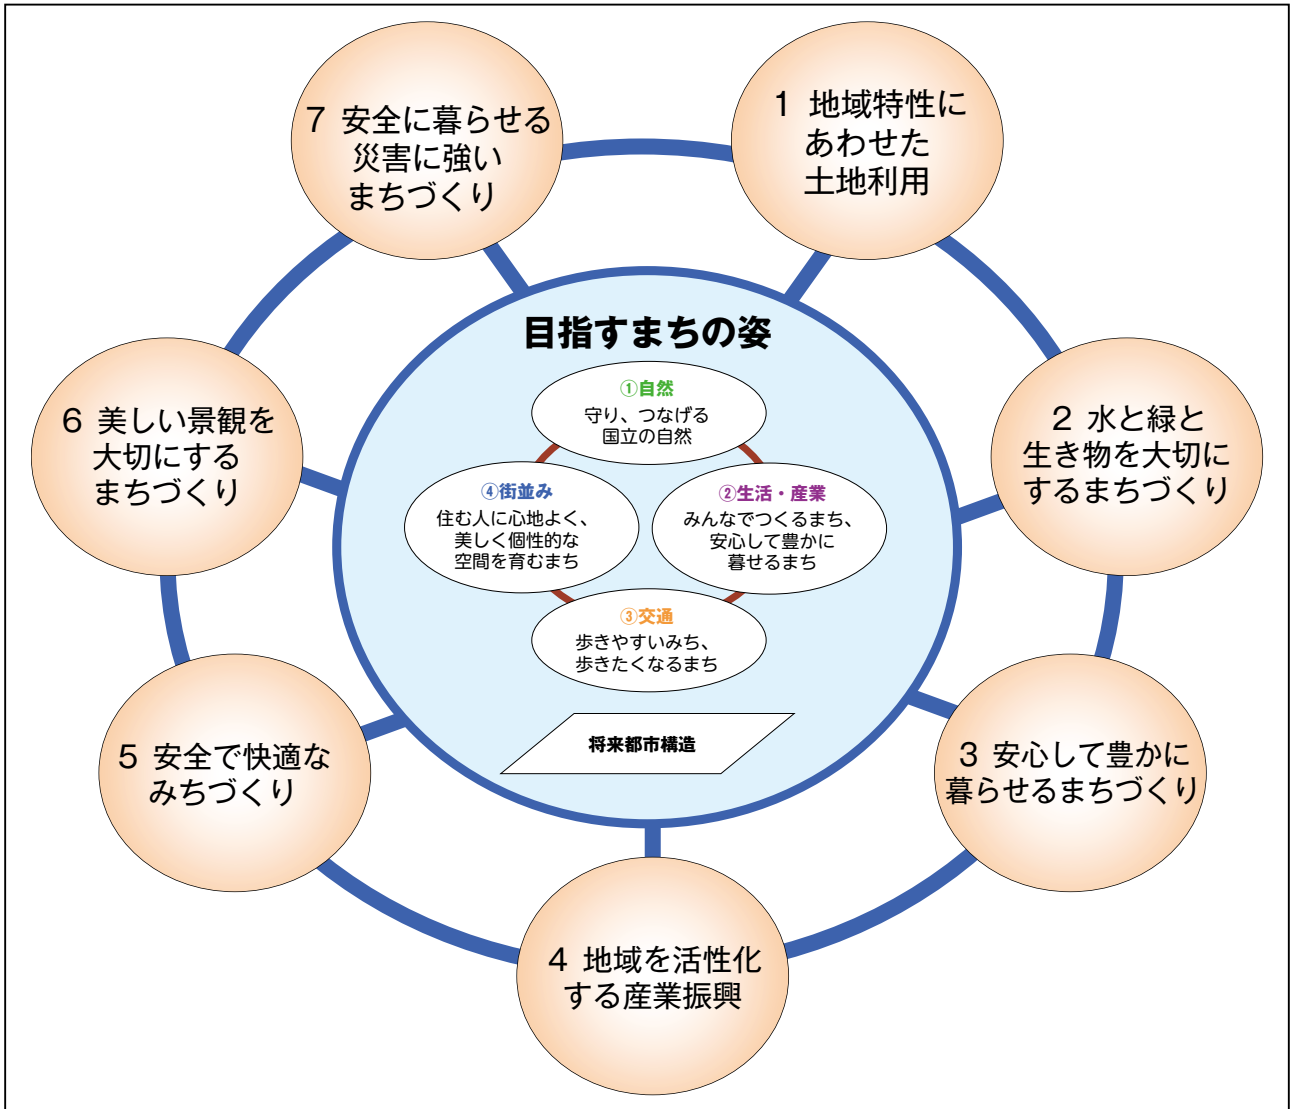 目指すまちの姿
①自然
守り、つなげる
国立の自然
②生活・産業
みんなでつくるまち、
安心して豊かに
暮せるまち
③交通
歩きやすいみち、
歩きたくなるまち
④街並み
住む人に心地よく、
美しく個性的な
空間を育むまち
将来都市構造
1 地域特性に
あわせた
土地利用
2 水と緑と
生き物を大切に
するまちづくり
3 安心して豊かに
暮らせるまちづくり
4 地域を活性化
する産業振興
5 安全で快適な
みちづくり
6 美しい景観を
大切にする
まちづくり
7 安全に暮らせる
災害に強い
まちづくり